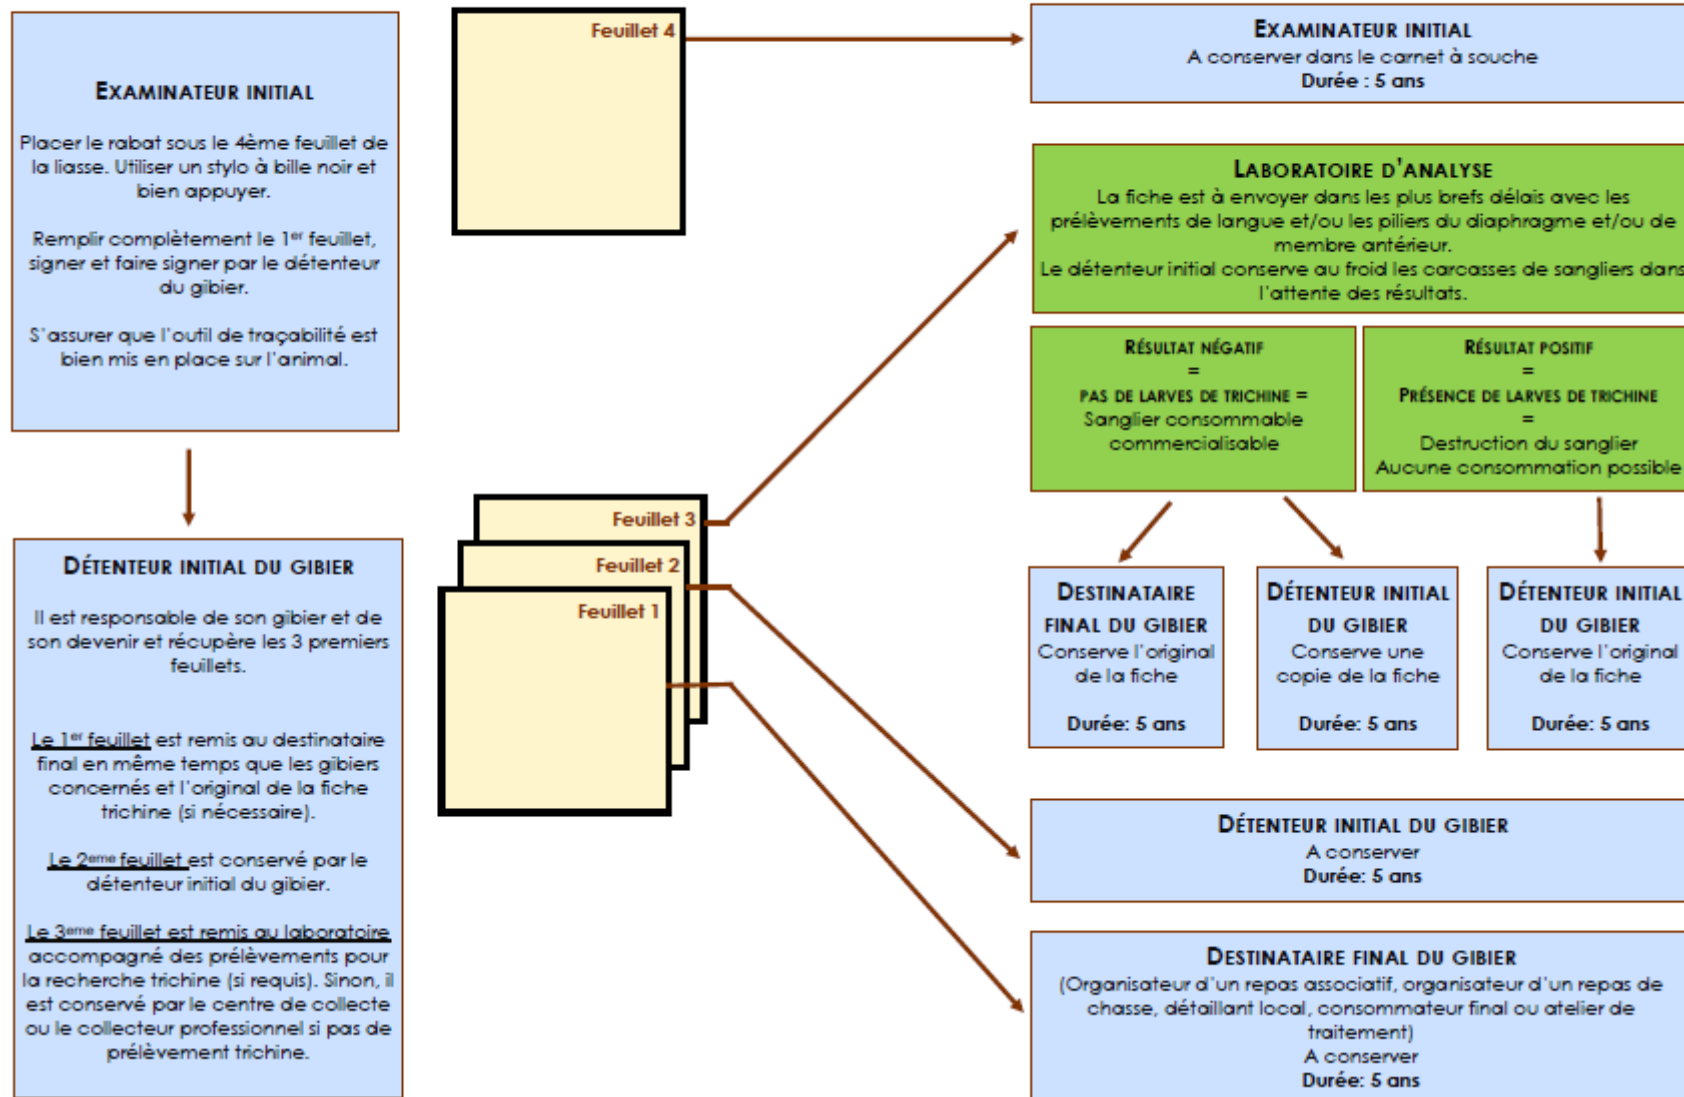 EXAMINATEUR INITIAL
Placer le rabat sous le 4ème feuillet de
la liasse. Utiliser un stylo à bille noir et
bien appuyer.
Remplir complètement le 1er feuillet,
signer et faire signer par le détenteur
du gibier.
S'assurer que l'outil de traçabilité est
bien mis en place sur l'animal.
DÉTENTEUR INITIAL DU GIBIER
Il est responsable de son gibier et de
son devenir et récupère les 3 premiers
feuillets.
Le 1er feuillet est remis au destinataire
final en même temps que les gibiers
concernés et l'original de la fiche
trichine (si nécessaire).
Le 2eme feuillet est conservé par le
détenteur initial du gibier.
Le 3eme feuillet est remis au laboratoire
accompagné des prélèvements pour
la recherche trichine (si requis). Sinon, il
est conservé par le centre de collecte
ou le collecteur professionnel si pas de
prélèvement trichine.
Feuillet 4
Feuillet 3
Feuillet 2
Feuillet 1
EXAMINATEUR INITIAL
A conserver dans le carnet à souche
Durée : 5 ans
LABORATOIRE D'ANALYSE
La fiche est à envoyer dans les plus brefs délais avec les
prélèvements de langue et/ou les piliers du diaphragme et/ou de
membre antérieur.
Le détenteur initial conserve au froid les carcasses de sangliers dans
l'attente des résultats.
RÉSULTAT NÉGATIF
=
PAS DE LARVES DE TRICHINE =
Sanglier consommable
commercialisable
RÉSULTAT POSITIF
=
PRÉSENCE DE LARVES DE TRICHINE
=
Destruction du sanglier
Aucune consommation possible
DESTINATAIRE
FINAL DU GIBIER
Conserve l'original
de la fiche
Durée: 5 ans
DÉTENTEUR INITIAL
DU GIBIER
Conserve une
copie de la fiche
Durée: 5 ans
DÉTENTEUR INITIAL
DU GIBIER
Conserve l'original
de la fiche
Durée: 5 ans
DÉTENTEUR INITIAL DU GIBIER
A conserver
Durée: 5 ans
DESTINATAIRE FINAL DU GIBIER
(Organisateur d'un repas associatif, organisateur d'un repas de
chasse, détaillant local, consommateur final ou atelier de
traitement)
A conserver
Durée: 5 ans